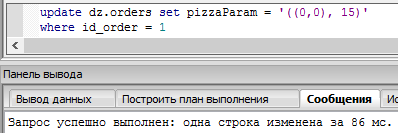 update dz.orders set pizzaParam = '((0,0), 15)'
where id_order = 1
Панель вывода
Вывод данных Построить план выполнения Сообщения
Запрос успешно выполнен: одна строка изменена за 86 мс.